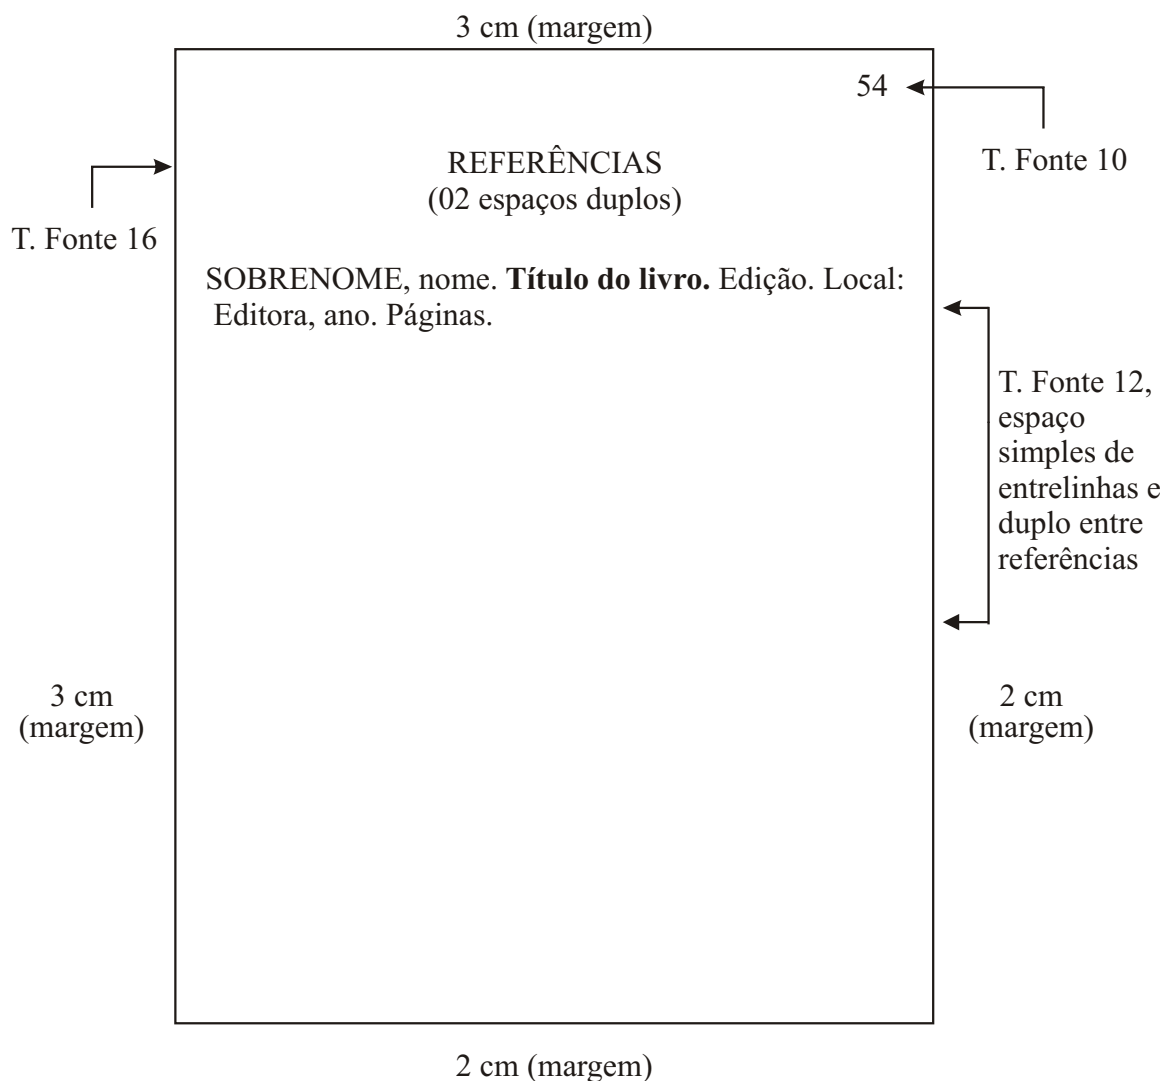 3 cm (margem)
54
T. Fonte 10
REFERÊNCIAS
(02 espaços duplos)
T. Fonte 16
SOBRENOME, nome. Título do livro. Edição. Local:
Editora, ano. Páginas.
T. Fonte 12,
espaço
simples de
entrelinhas e
duplo entre
referências
3 cm
(margem)
2 cm
(margem)
2 cm (margem)